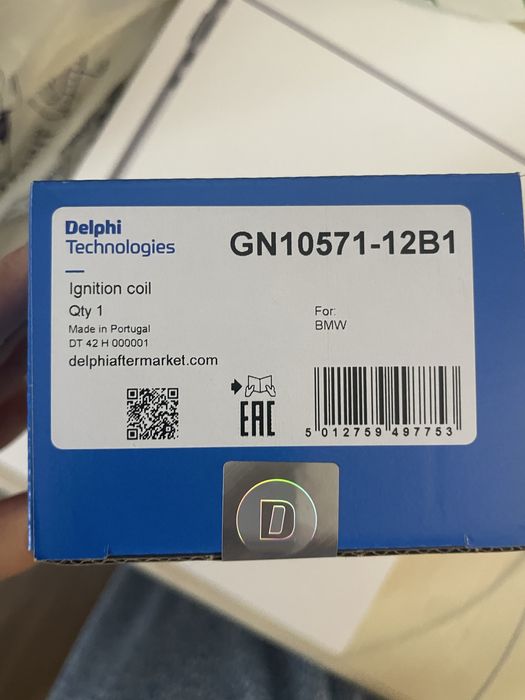 Delphi
Technologies
GN10571-12B1
Ignition coil
Qty 1
Made in Portugal
DT 42 H 000001
delphiaftermarket.com
For:
BMW
EAC
5 012759 497753
D